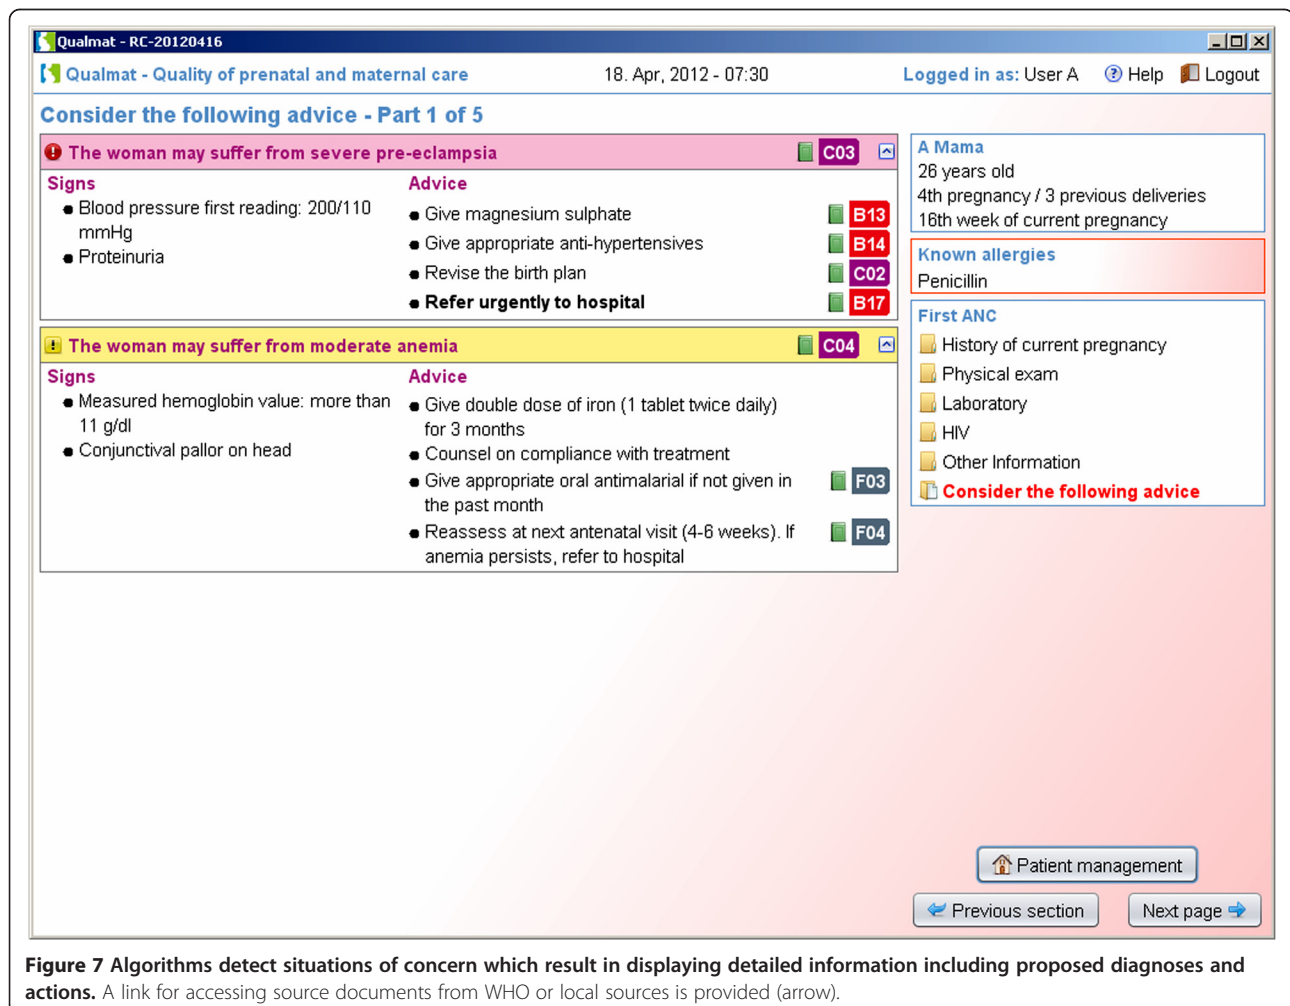 Qualmat - RC-20120416
Qualmat - Quality of prenatal and maternal care 18. Apr, 2012 - 07:30 Logged in as: User A Help Logout
Consider the following advice - Part 1 of 5
The woman may suffer from severe pre-eclampsia C03
Signs
Blood pressure first reading: 200/110
mmHg
Proteinuria
Advice
Give magnesium sulphate B13
Give appropriate anti-hypertensives B14
Revise the birth plan C02
Refer urgently to hospital B17
The woman may suffer from moderate anemia C04
Signs
Measured hemoglobin value: more than
11 g/dl
Conjunctival pallor on head
Advice
Give double dose of iron (1 tablet twice daily)
for 3 months
Counsel on compliance with treatment
Give appropriate oral antimalarial if not given in F03
the past month
Reassess at next antenatal visit (4-6 weeks). If F04
anemia persists, refer to hospital
A Mama
26 years old
4th pregnancy / 3 previous deliveries
16th week of current pregnancy
Known allergies
Penicillin
First ANC
History of current pregnancy
Physical exam
Laboratory
HIV
Other Information
Consider the following advice
Patient management
Previous section Next page
Figure 7 Algorithms detect situations of concern which result in displaying detailed information including proposed diagnoses and
actions. A link for accessing source documents from WHO or local sources is provided (arrow).